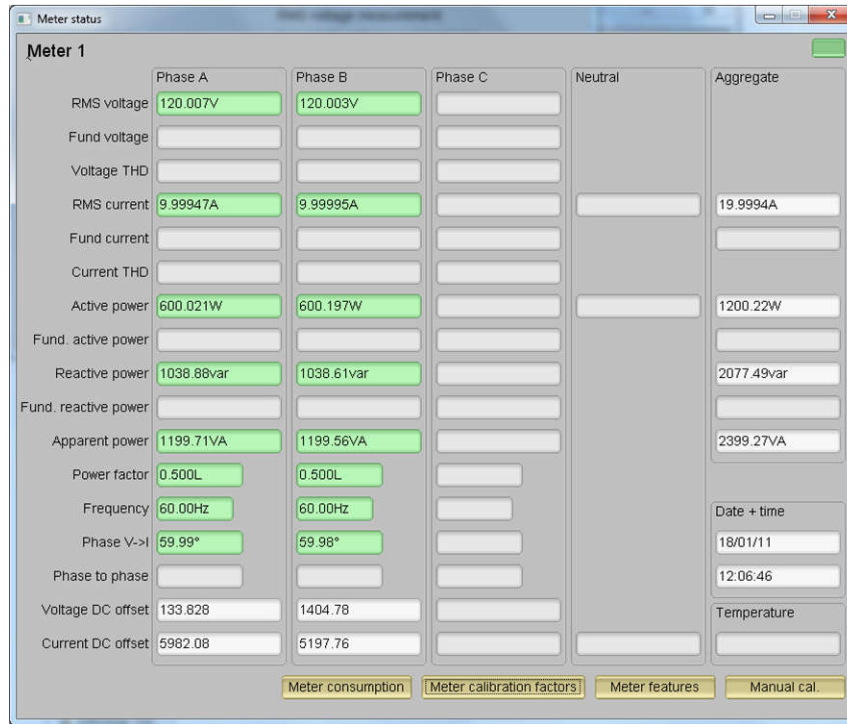 Meter status
Meter 1
Phase A Phase B Phase C Neutral Aggregate
RMS voltage 120.007V 120.003V
Fund voltage
Voltage THD
RMS current 9.99947A 9.99995A 19.9994A
Fund current
Current THD
Active power 600.021W 600.197W 1200.22W
Fund. active power
Reactive power 1038.88var 1038.61var 2077.49var
Fund. reactive power
Apparent power 1199.71VA 1199.56VA 2399.27VA
Power factor 0.500L 0.500L
Frequency 60.00Hz 60.00Hz Date + time
Phase V->I 59.99° 59.98° 18/01/11
Phase to phase 12:06:46
Voltage DC offset 133.828 1404.78 Temperature
Current DC offset 5982.08 5197.76
Meter consumption Meter calibration factors Meter features Manual cal.